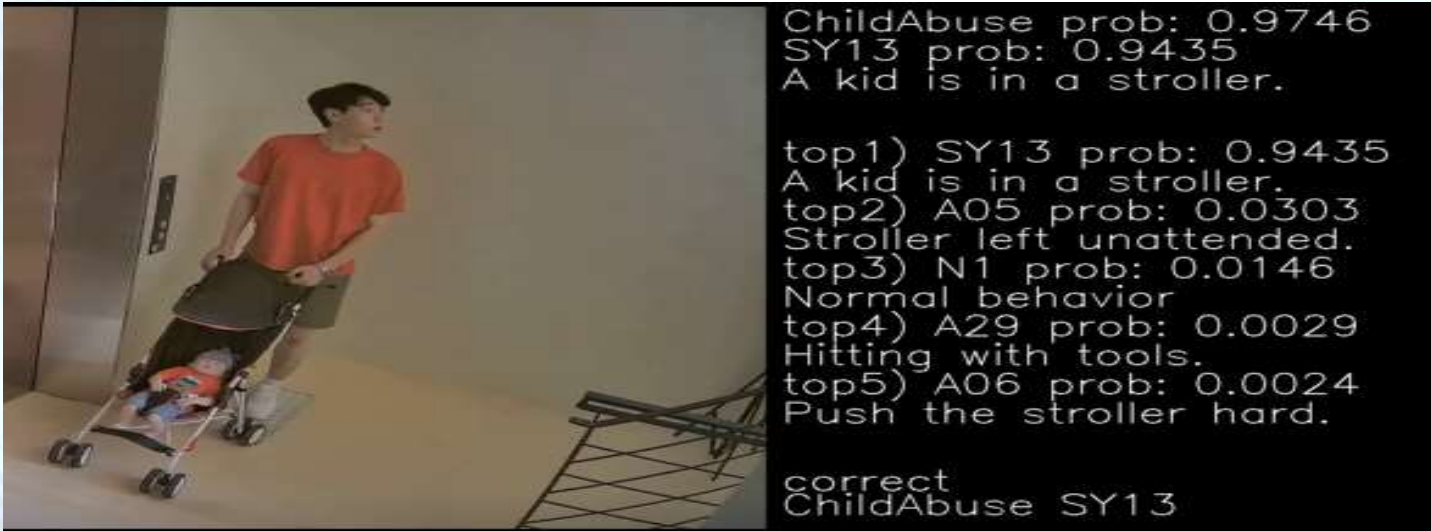 ChildAbuse prob: 0.9746
SY13 prob: 0.9435
A kid is in a stroller.
top1) SY13 prob: 0.9435
A kid is in a stroller.
top2) A05 prob: 0.0303
Stroller left unattended.
top3) N1 prob: 0.0146
Normal behavior
top4) A29 prob: 0.0029
Hitting with tools.
top5) A06 prob: 0.0024
Push the stroller hard.
correct
ChildAbuse SY13